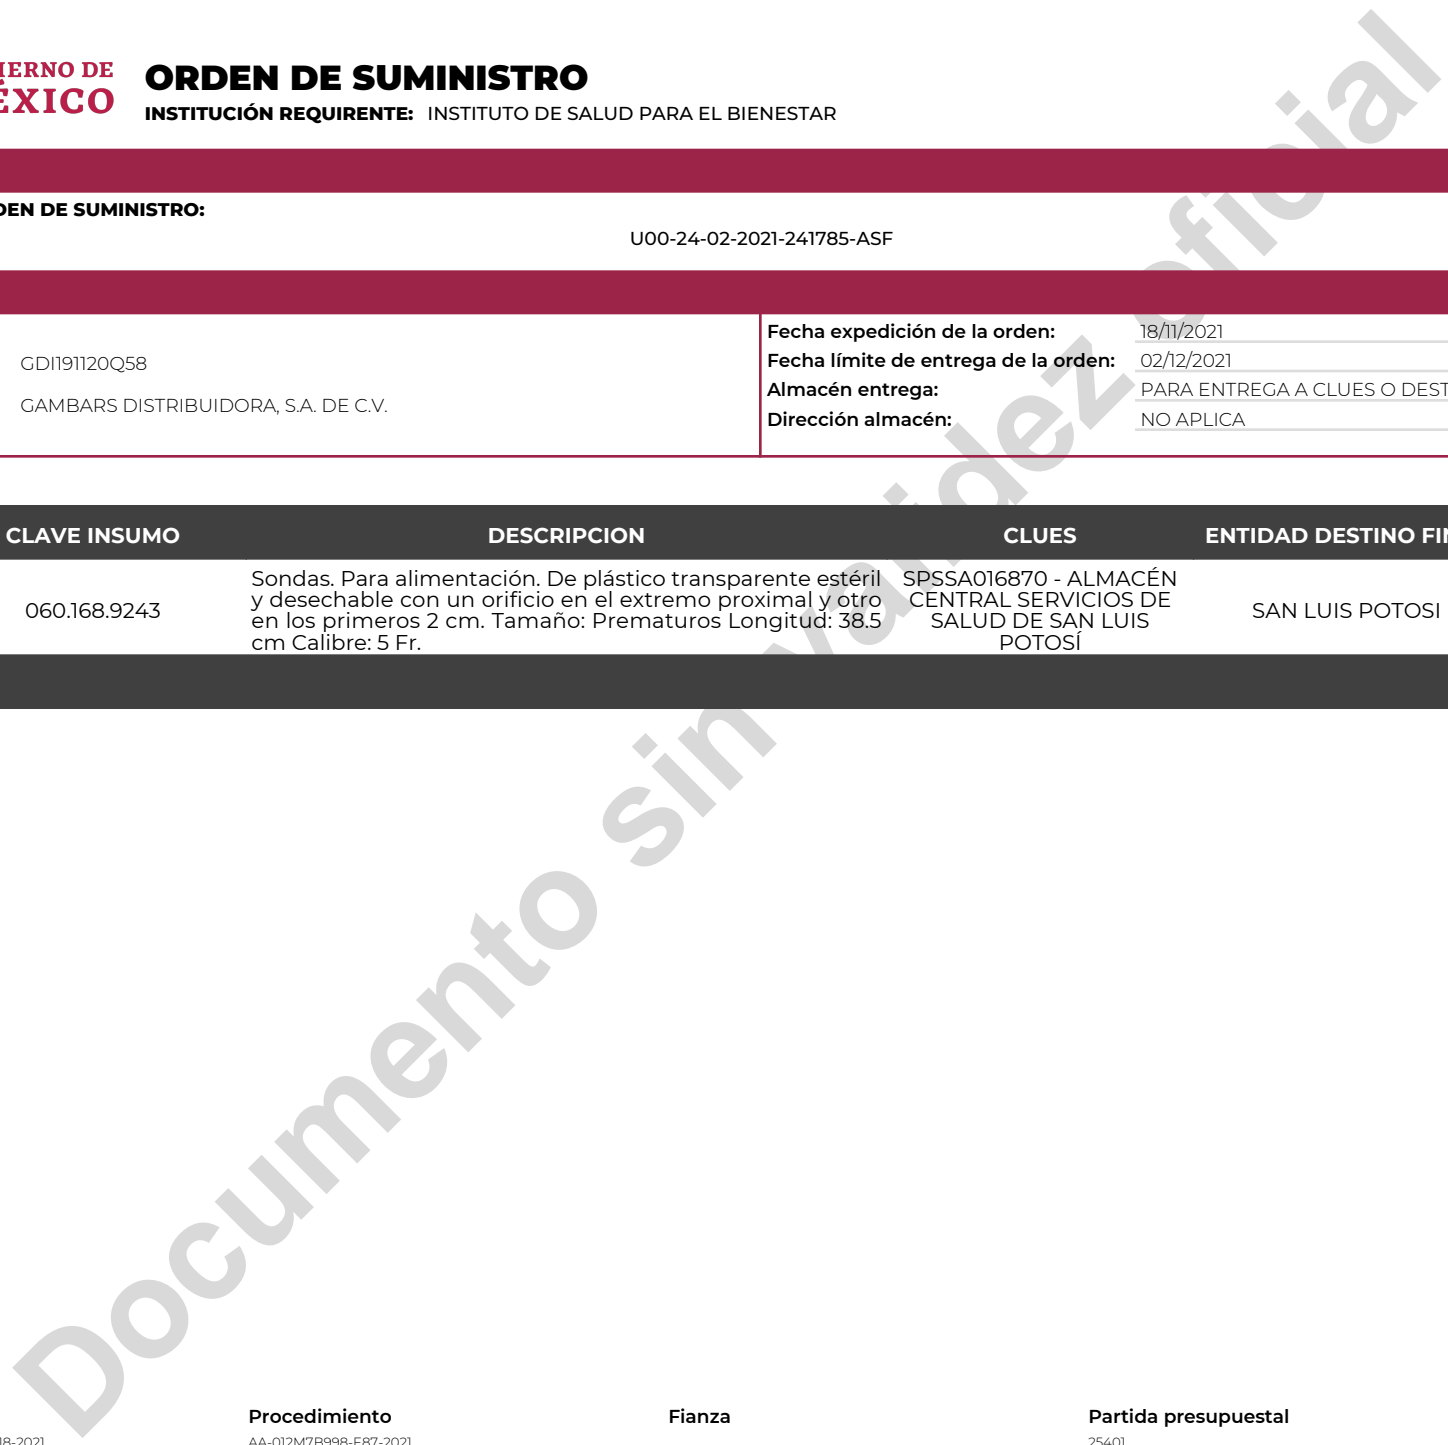 ORDEN DE SUMINISTRO
INSTITUCIÓN REQUIRENTE: INSTITUTO DE SALUD PARA EL BIENESTAR
DE
ÉXICO
DE SUMINISTRO:
U00-24-02-2021-241785-ASF
GDI191120Q58
GAMBARS DISTRIBUIDORA, S.A. DE C.V.
Fecha expedición de la orden: 18/11/2021
Fecha límite de entrega de la orden: 02/12/2021
Almacén entrega: PARA ENTREGA A CLUES O DEST
Dirección almacén: NO APLICA
CLAVE INSUMO DESCRIPCION CLUES ENTIDAD DESTINO
060.168.9243
Sondas. Para alimentación. De plástico transparente estéril
y desechable con un orificio en el extremo proximal y otro
en los primeros 2 cm. Tamaño: Prematuros Longitud: 38.5
cm Calibre: 5 Fr.
SPSSA016870 - ALMACÉN
CENTRAL SERVICIOS DE
SALUD DE SAN LUIS
POTOSÍ
SAN LUIS POTOSI
Documento sin validez oficial
Procedimiento Fianza Partida presupuestal
AA-012M7B998-E87-2021 25401